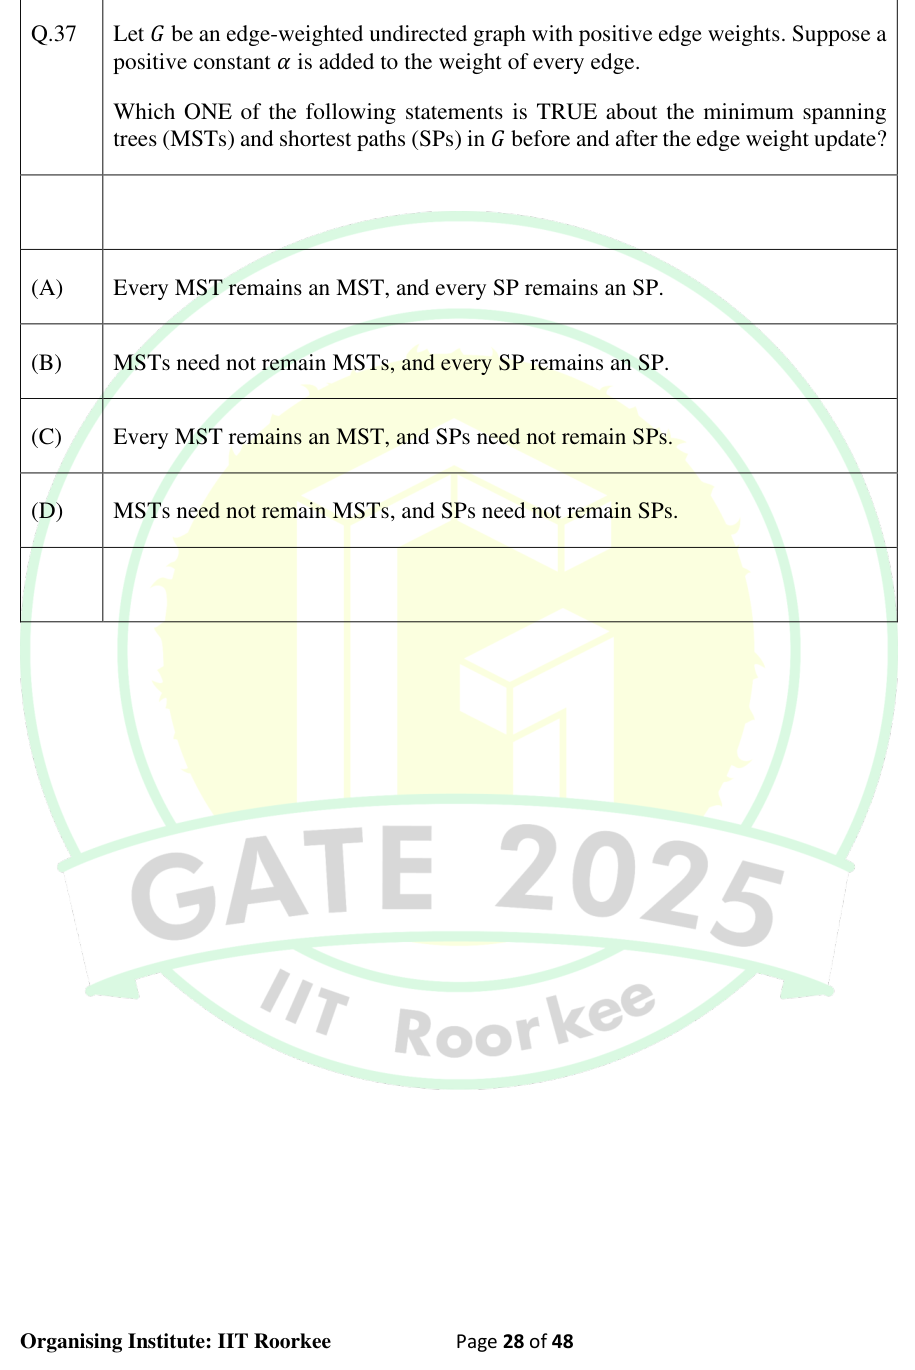 Q.37 Let G be an edge-weighted undirected graph with positive edge weights. Suppose a
positive constant α is added to the weight of every edge.
Which ONE of the following statements is TRUE about the minimum spanning
trees (MSTs) and shortest paths (SPs) in G before and after the edge weight update?
(A) Every MST remains an MST, and every SP remains an SP.
(B) MSTs need not remain MSTs, and every SP remains an SP.
(C) Every MST remains an MST, and SPs need not remain SPs.
(D) MSTs need not remain MSTs, and SPs need not remain SPs.
GATE 2025
IIT Roorkee
Organising Institute: IIT Roorkee Page 28 of 48